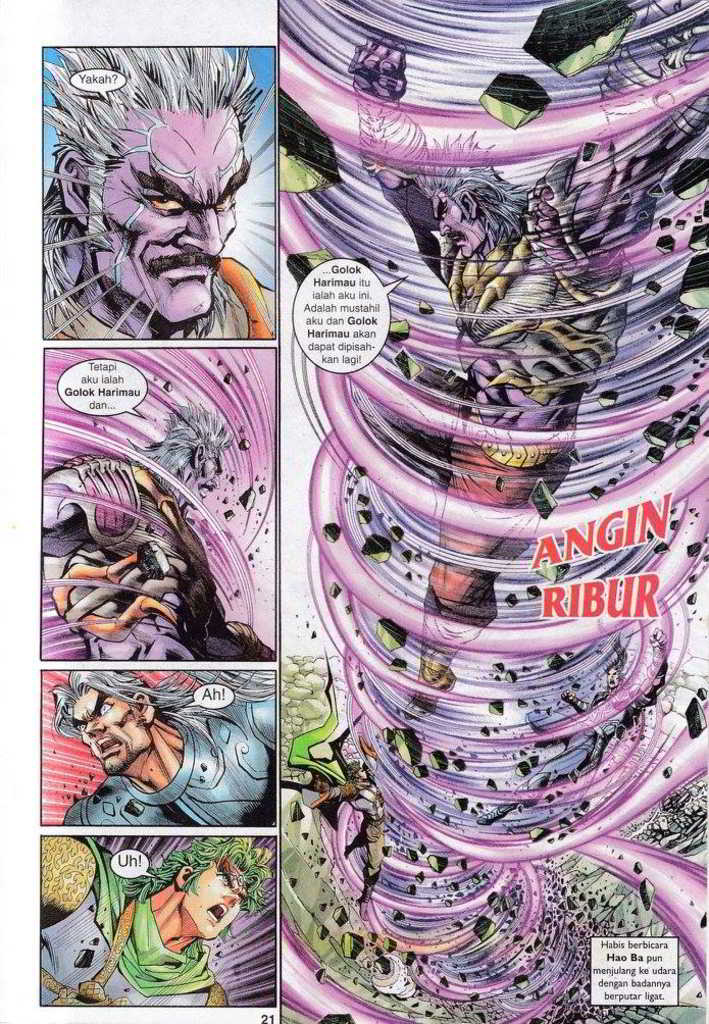 Yakah?
Tetapi
aku ialah
Golok Harimau
dan...
Ah!
Uh!
...Golok
Harimau itu
ialah aku ini.
Adalah mustahil
aku dan Golok
Harimau akan
dapat dipisah-
kan lagi!
ANGIN
RIBUR
Habis berbicara
Hao Ba pun
menjulang ke udara
dengan badannya
berputar ligat.
21